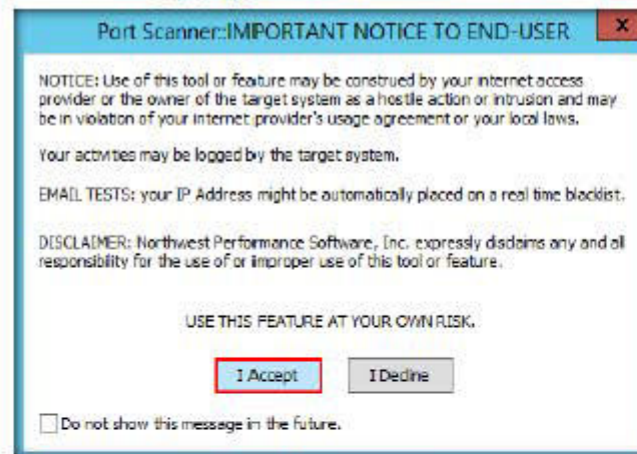 Port Scanner::IMPORTANT NOTICE TO END-USER
x
NOTICE: Use of this tool or feature may be construed by your internet access
provider or the owner of the target system as a hostile action or intrusion and may
be in violation of your internet provider's usage agreement or your local laws.
Your activities may be logged by the target system.
EMAIL TESTS: your IP Address might be automatically placed on a real time blacklist.
DISCLAIMER: Northwest Performance Software, Inc. expressly disclaims any and all
responsibility for the use of or improper use of this tool or feature.
USE THIS FEATURE AT YOUR OWN RISK.
I Accept
I Decline
Do not show this message in the future.